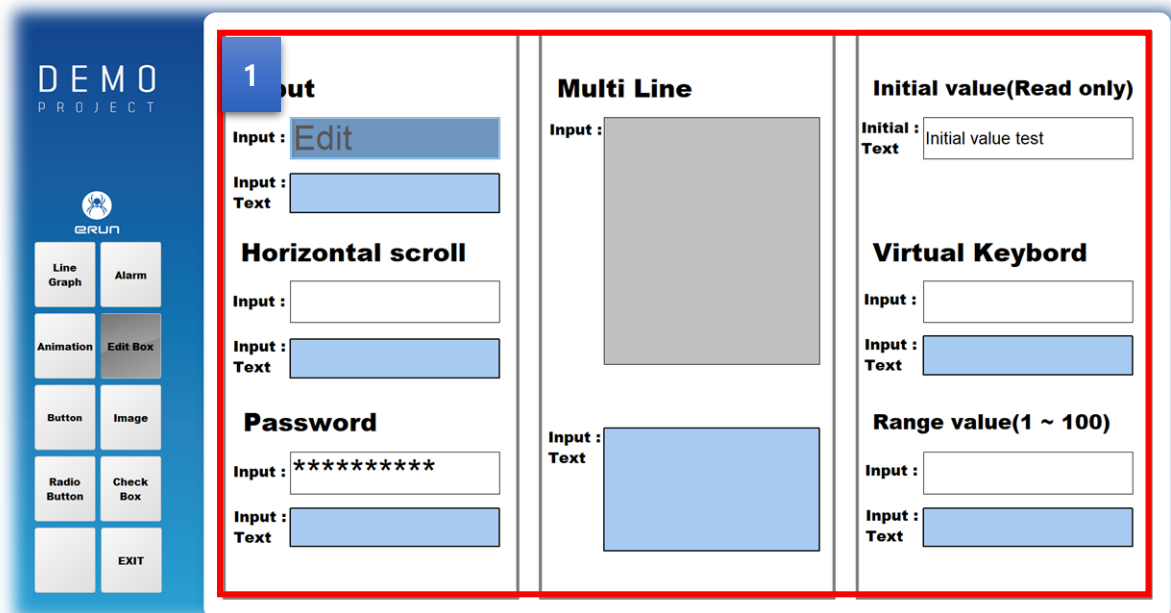 DEMO
PROJECT
eRUN
Line
Graph
Alarm
Animation
Edit Box
Button
Image
Radio
Button
Check
Box
EXIT
1
put
Input :
Edit
Input :
Text
Horizontal scroll
Input :
Input :
Text
Password
Input :
**********
Input :
Text
Multi Line
Input :
Input :
Text
Initial value(Read only)
Initial :
Text
Initial value test
Virtual Keybord
Input :
Input :
Text
Range value(1 ~ 100)
Input :
Input :
Text